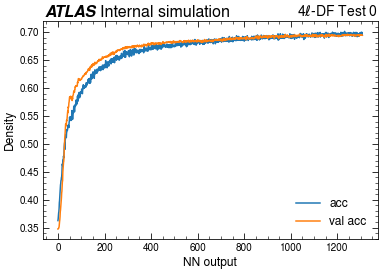 ATLAS Internal simulation
4ℓ-DF Test 0
Density
0.70
0.65
0.60
0.55
0.50
0.45
0.40
0.35
acc
val acc
0 200 400 600 800 1000 1200
NN output